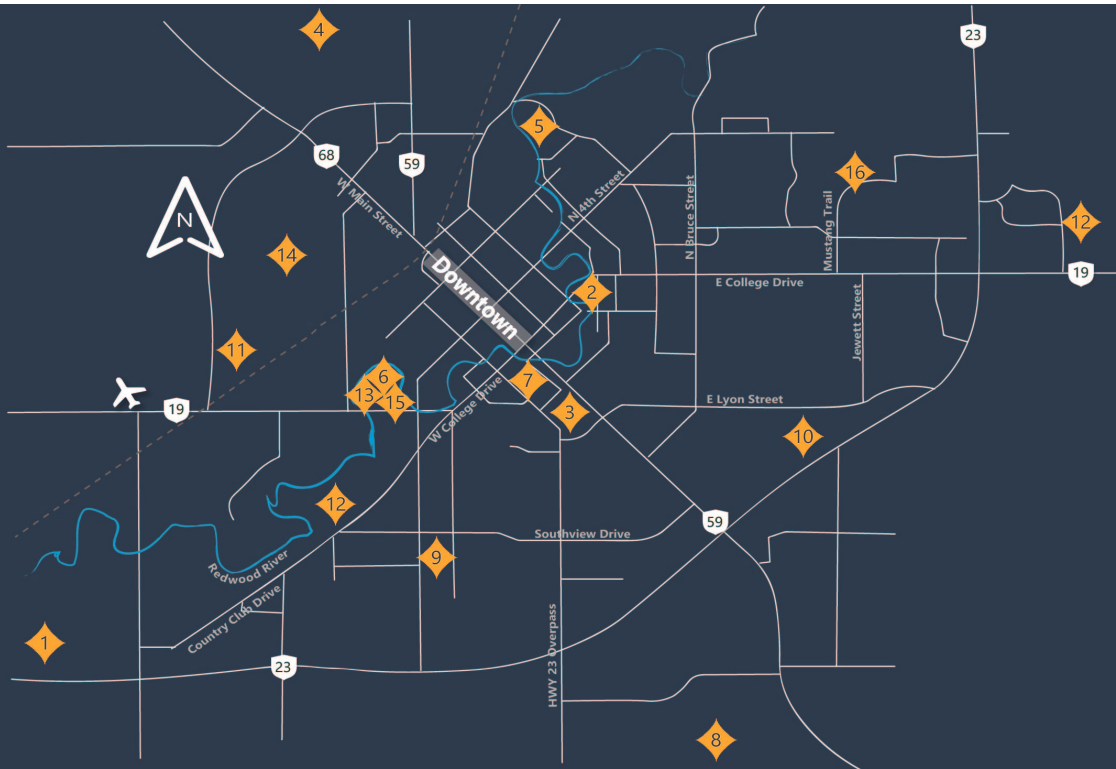 4
23
5
68
59
16
W Main Street
N 4th Street
N Bruce Street
Mustang Trail
12
N
14
Downtown
19
E College Drive
2
Jewett Street
11
6
7
13
15
19
3
E Lyon Street
W College Drive
10
12
59
Southview Drive
9
Redwood River
Country Club Drive
1
23
HWY 23 Overpass
8